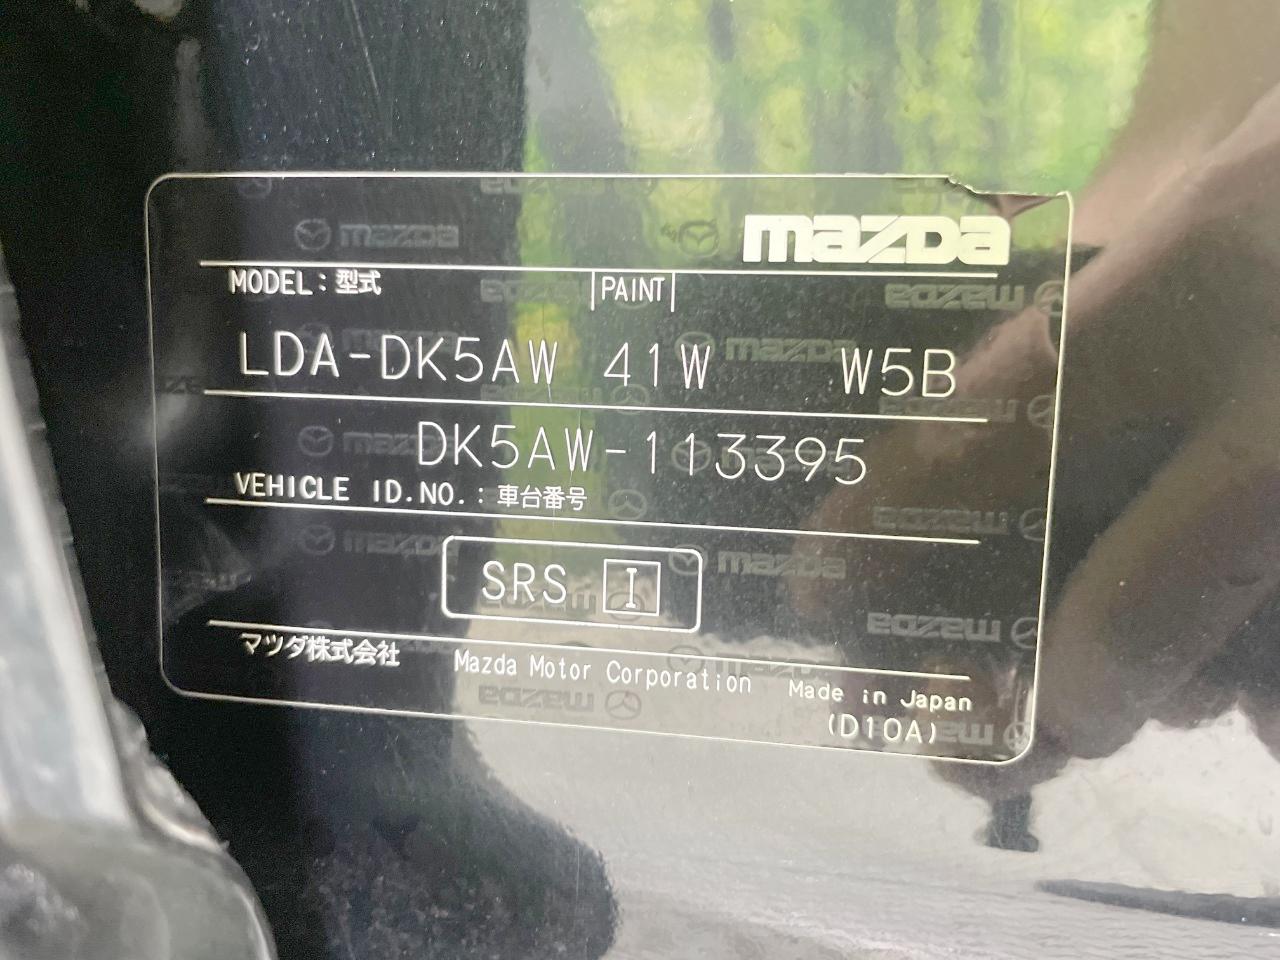 mazda
MODEL：型式 PAINT
LDA-DK5AW 41W W5B
DK5AW-113395
VEHICLE ID.NO.：車台番号
SRS I
マツダ株式会社 Mazda Motor Corporation Made in Japan
(D10A)